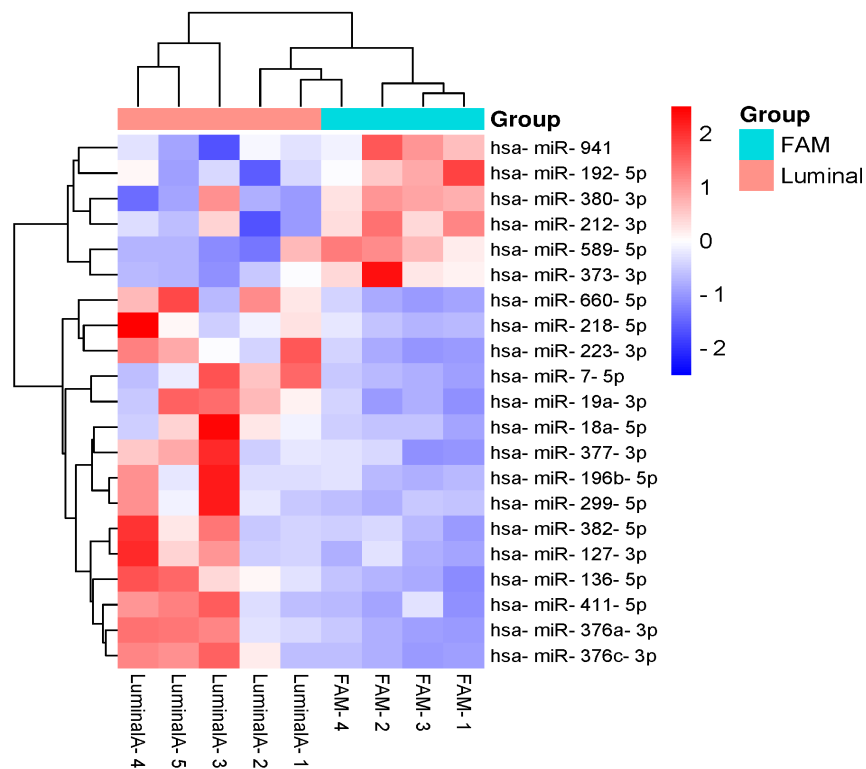 Group
hsa- miR- 941
hsa- miR- 192- 5p
hsa- miR- 380- 3p
hsa- miR- 212- 3p
hsa- miR- 589- 5p
hsa- miR- 373- 3p
hsa- miR- 660- 5p
hsa- miR- 218- 5p
hsa- miR- 223- 3p
hsa- miR- 7- 5p
hsa- miR- 19a- 3p
hsa- miR- 18a- 5p
hsa- miR- 377- 3p
hsa- miR- 196b- 5p
hsa- miR- 299- 5p
hsa- miR- 382- 5p
hsa- miR- 127- 3p
hsa- miR- 136- 5p
hsa- miR- 411- 5p
hsa- miR- 376a- 3p
hsa- miR- 376c- 3p
LuminalA- 4
LuminalA- 5
LuminalA- 3
LuminalA- 2
LuminalA- 1
FAM- 4
FAM- 2
FAM- 3
FAM- 1
2
1
0
- 1
- 2
Group
FAM
Luminal